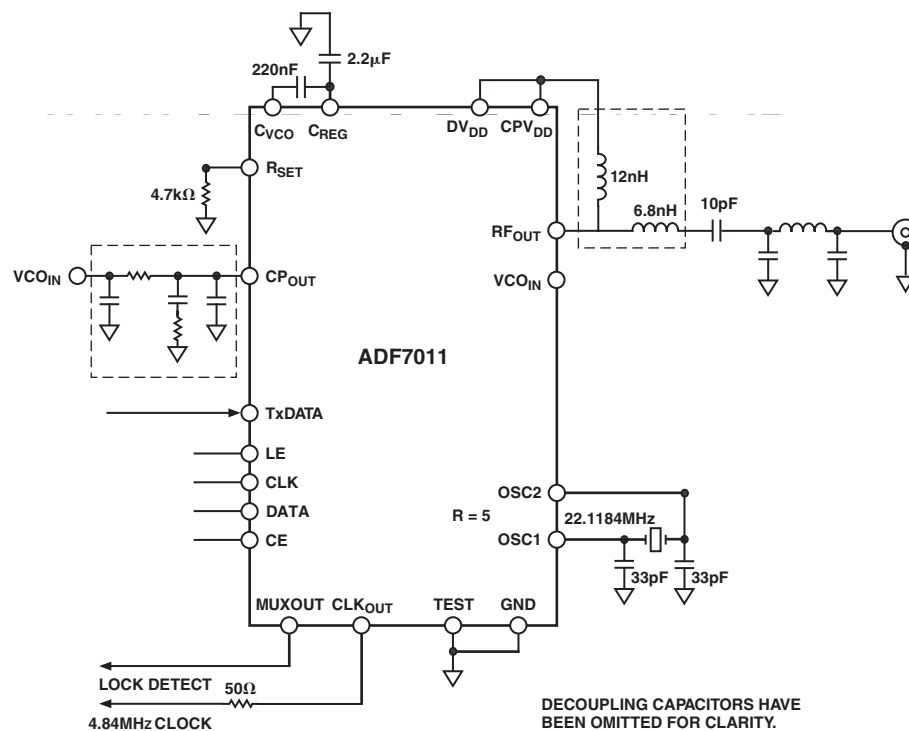 2.2μF
220nF
CVCO
CREG
DVDD
CPVDD
RSET
4.7kΩ
12nH
6.8nH
10pF
RFOUT
VCOIN
CPOUT
VCOIN
ADF7011
TxDATA
LE
CLK
DATA
CE
OSC2
R = 5
22.1184MHz
OSC1
33pF
33pF
MUXOUT
CLKOUT
TEST
GND
LOCK DETECT
50Ω
4.84MHz CLOCK
DECOUPLING CAPACITORS HAVE
BEEN OMITTED FOR CLARITY.